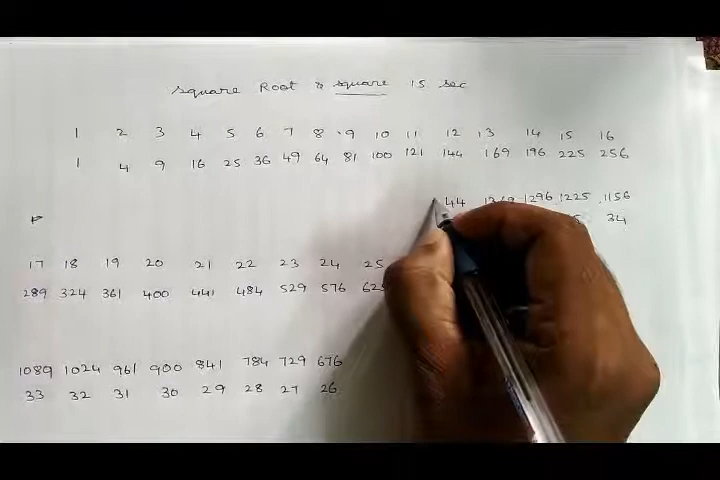 square Root & square 15 sec
1 2 3 4 5 6 7 8 9 10 11 12 13 14 15 16
1 4 9 16 25 36 49 64 81 100 121 144 169 196 225 256
44 1296 1225 1156
34
17 18 19 20 21 22 23 24 25
289 324 361 400 441 484 529 576 625
1089 1024 961 900 841 784 729 676
33 32 31 30 29 28 27 26